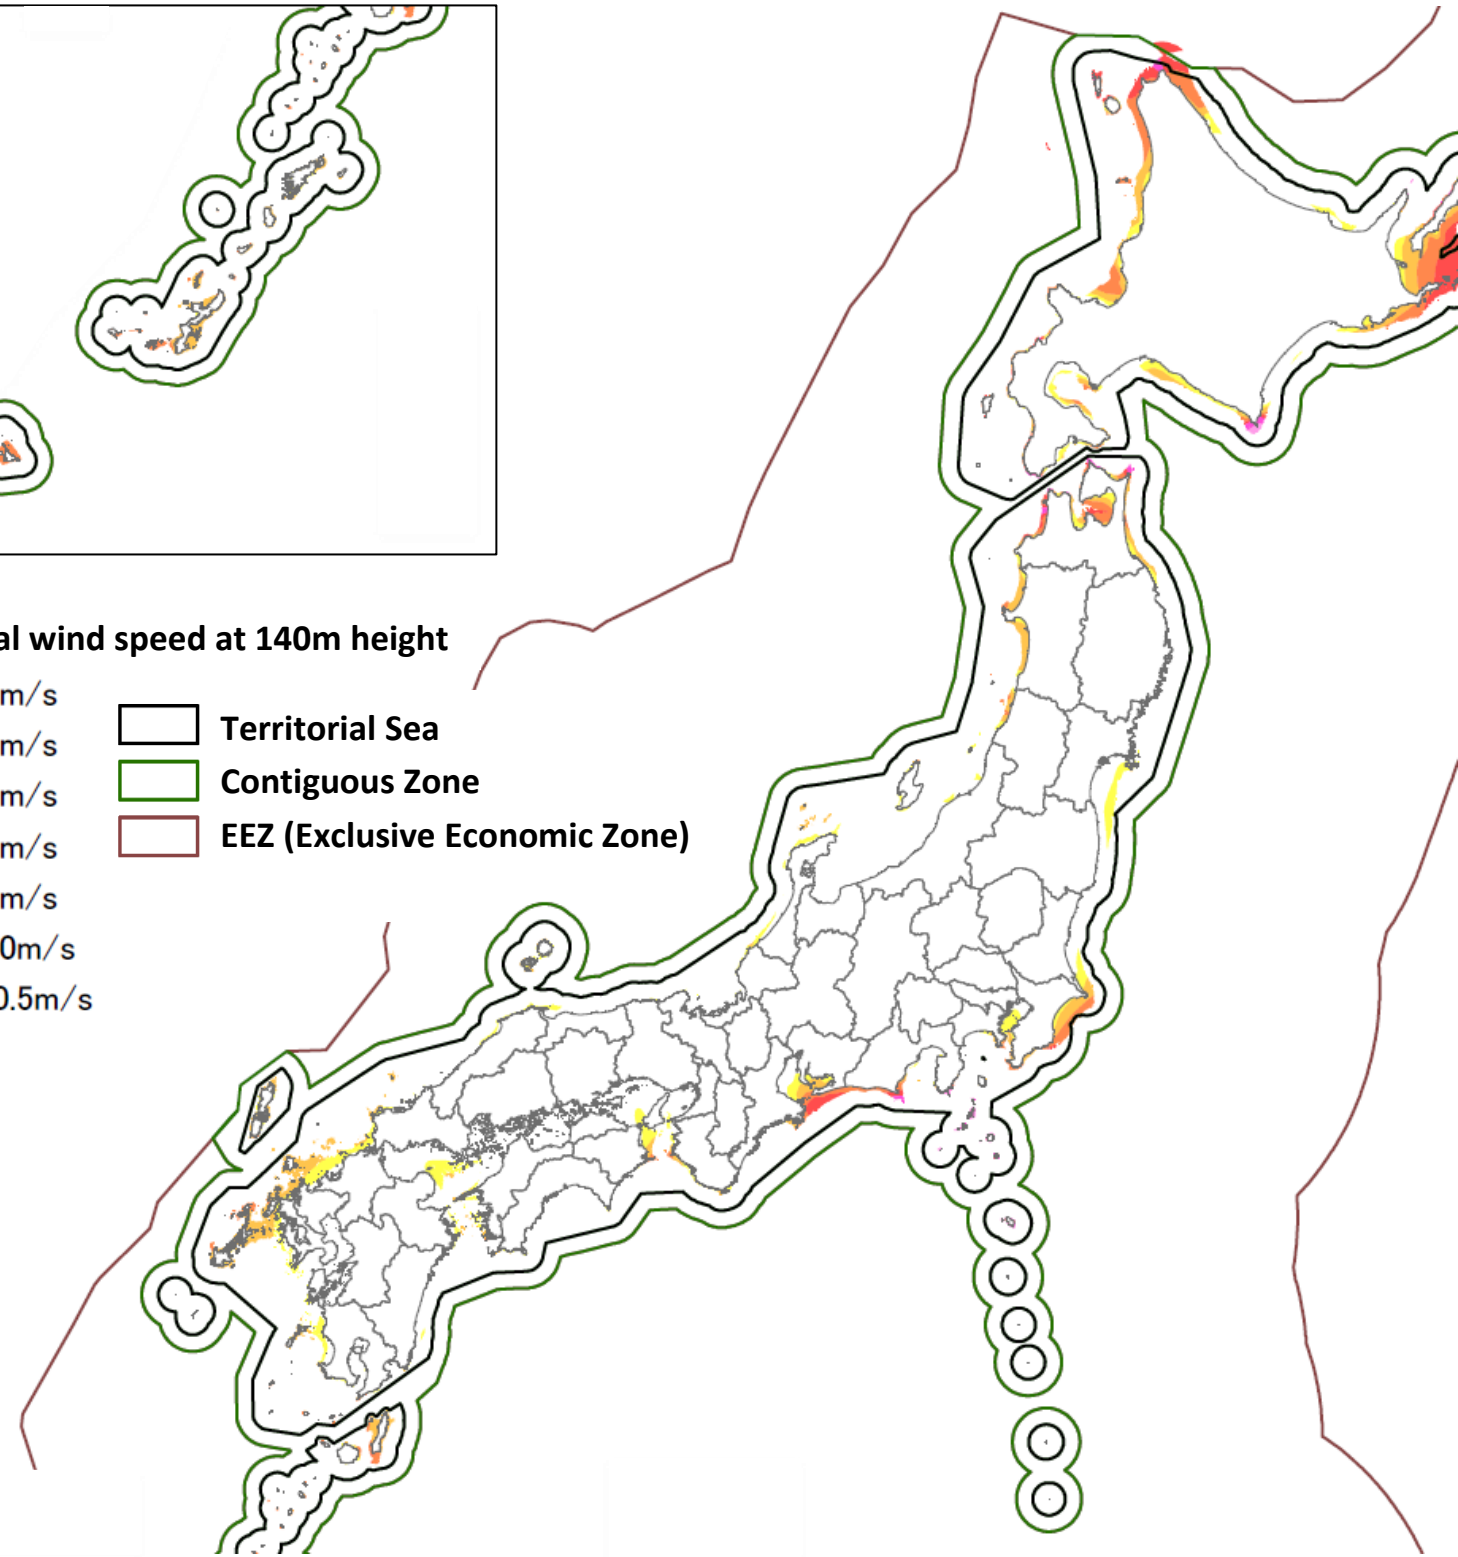 al wind speed at 140m height
m/s
m/s
m/s
m/s
m/s
0m/s
0.5m/s
Territorial Sea
Contiguous Zone
EEZ (Exclusive Economic Zone)